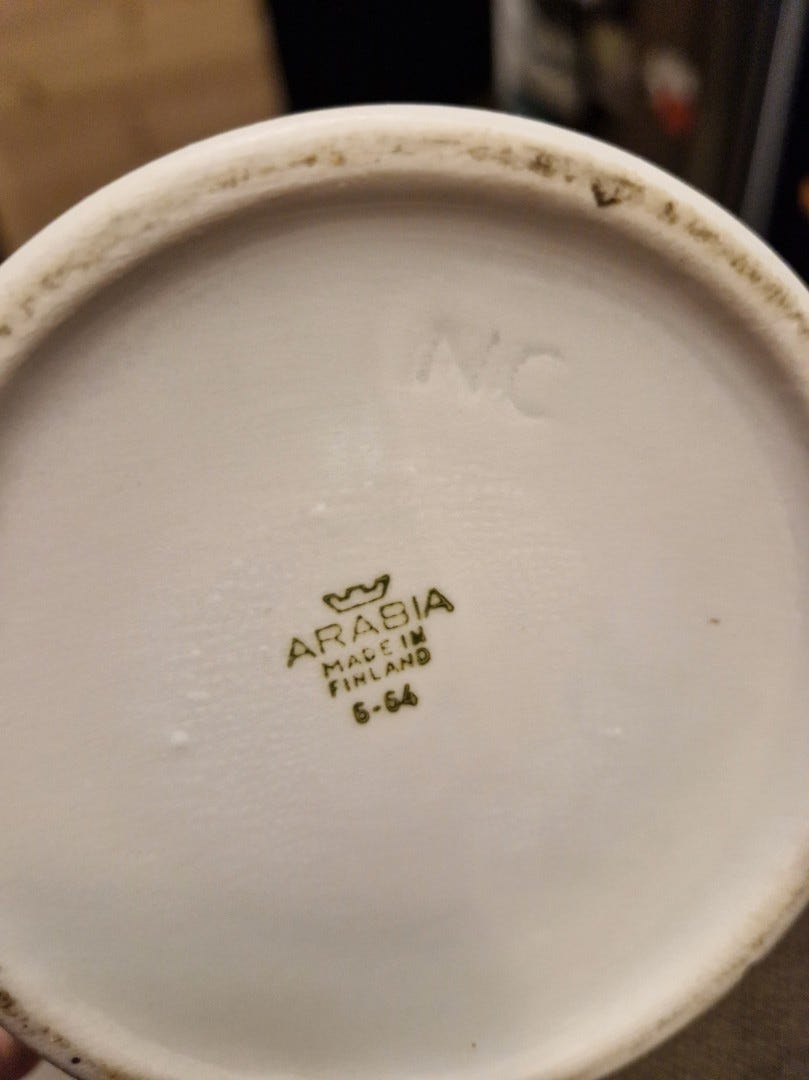 N.C
ARABIA
MADE IN
FINLAND
6-64